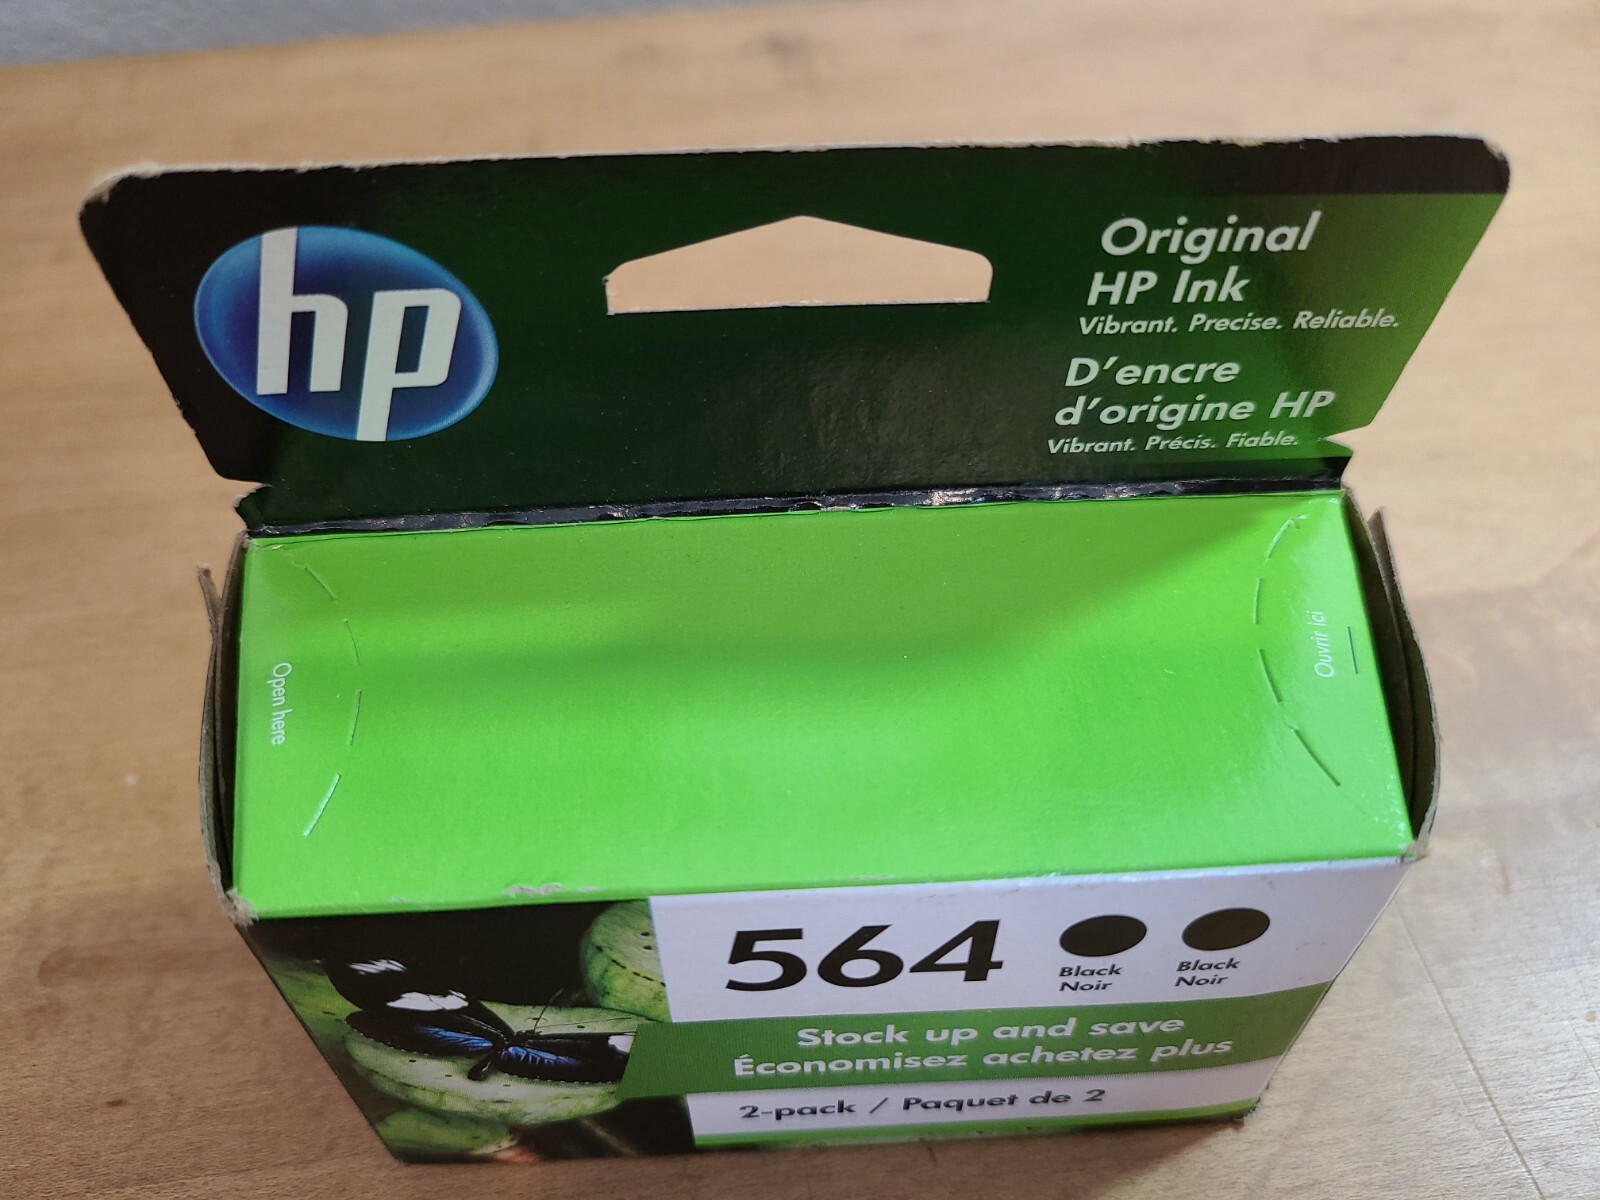 hp
Original
HP Ink
Vibrant. Precise. Reliable.
D'encre
d'origine HP
Vibrant. Précis. Fiable.
Open here
Ouvrir ici
564
Black
Noir
Black
Noir
Stock up and save
Économisez achetez plus
2-pack / Paquet de 2